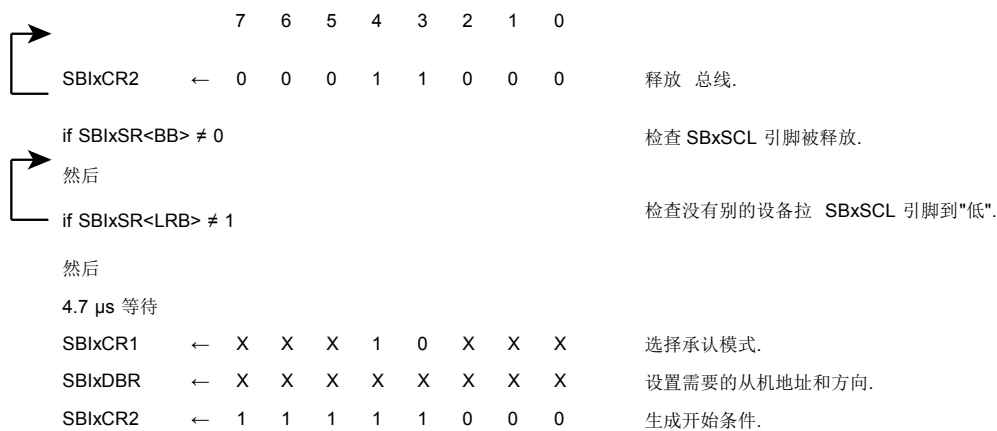 7 6 5 4 3 2 1 0
SBIxCR2 ← 0 0 0 1 1 0 0 0 释放 总线.
if SBIxSR<BB> ≠ 0 检查 SBxSCL 引脚被释放.
然后
if SBIxSR<LRB> ≠ 1 检查没有别的设备拉 SBxSCL 引脚到"低".
然后
4.7 μs 等待
SBIxCR1 ← X X X 1 0 X X X 选择承认模式.
SBIxDBR ← X X X X X X X X 设置需要的从机地址和方向.
SBIxCR2 ← 1 1 1 1 1 0 0 0 生成开始条件.